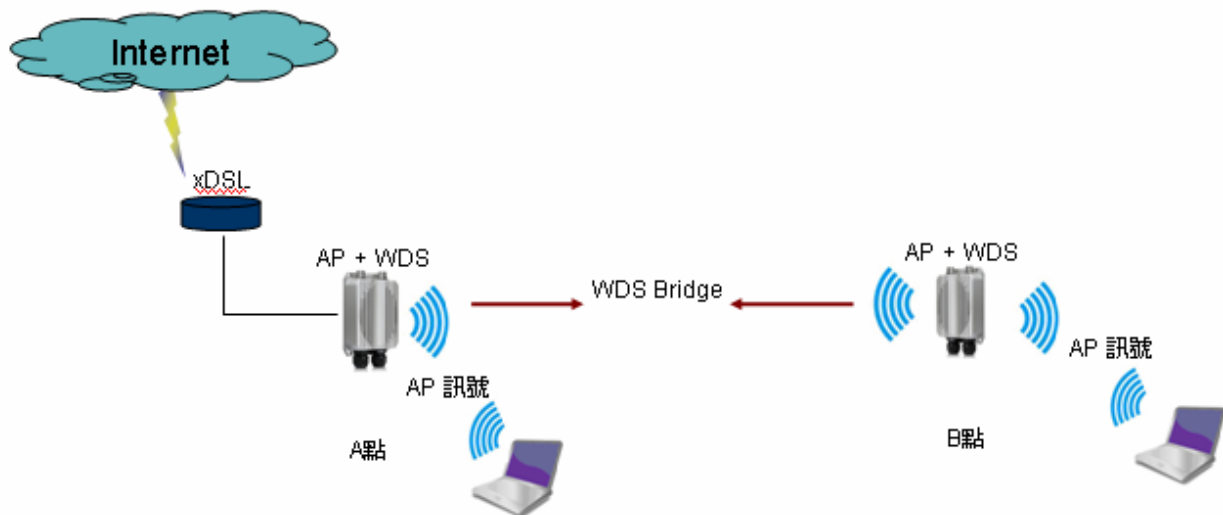 Internet
xDSL
AP + WDS
AP + WDS
WDS Bridge
AP 訊號
AP 訊號
A點
B點